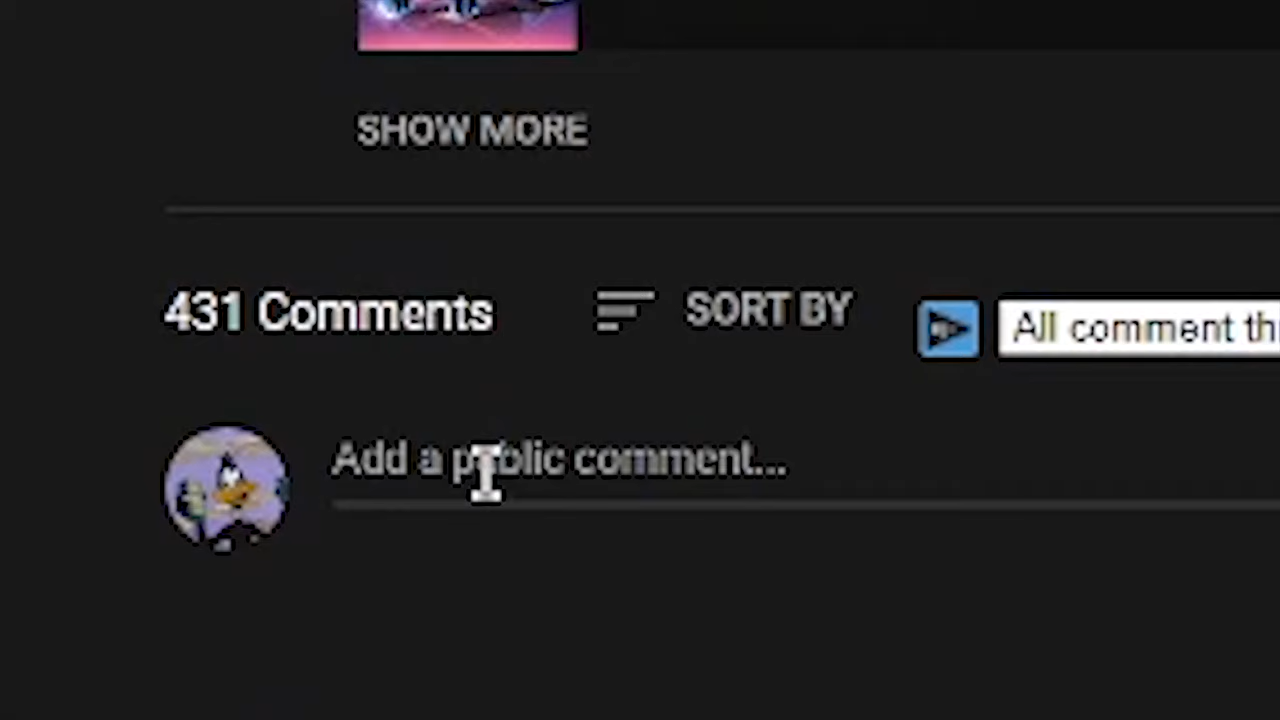 SHOW MORE
431 Comments SORT BY All comment th
Add a public comment...